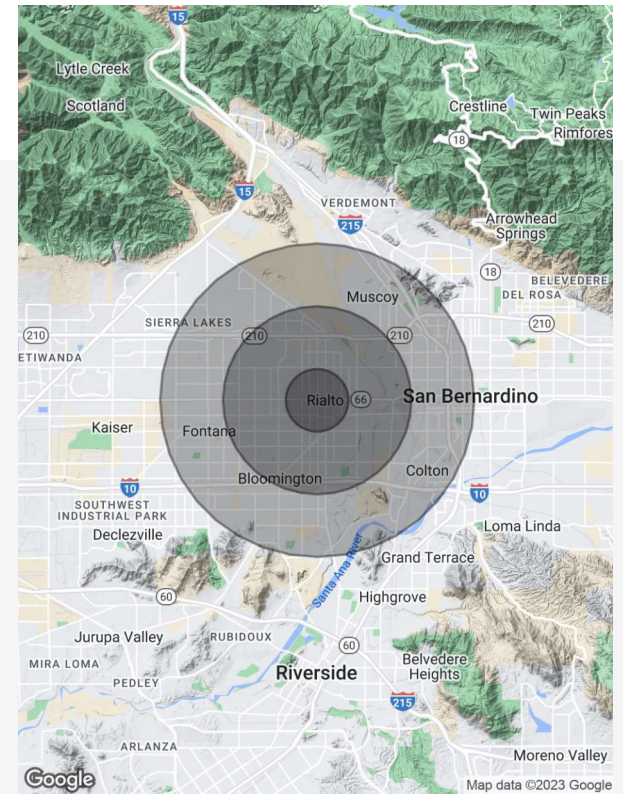 15
Lytle Creek
Scotland
Crestline
Twin Peaks
Rimfores
18
15
VERDEMONT
215
Arrowhead
Springs
18
BELEVEDERE
DEL ROSA
Muscoy
SIERRA LAKES
210
210
210
210
ETIWANDA
Rialto
66
San Bernardino
Kaiser
Fontana
Bloomington
Colton
10
10
SOUTHWEST
INDUSTRIAL PARK
Declezville
Loma Linda
Grand Terrace
Santa Ana River
60
Highgrove
Jurupa Valley
RUBIDOUX
60
MIRA LOMA
PEDLEY
Riverside
Belvedere
Heights
215
ARLANZA
Moreno Valley
Google
Map data ©2023 Google